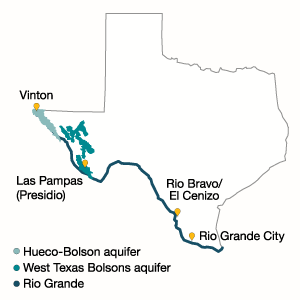 Vinton
Las Pampas
(Presidio)
Rio Bravo/
El Cenizo
Rio Grande City
Hueco-Bolson aquifer
West Texas Bolsons aquifer
Rio Grande